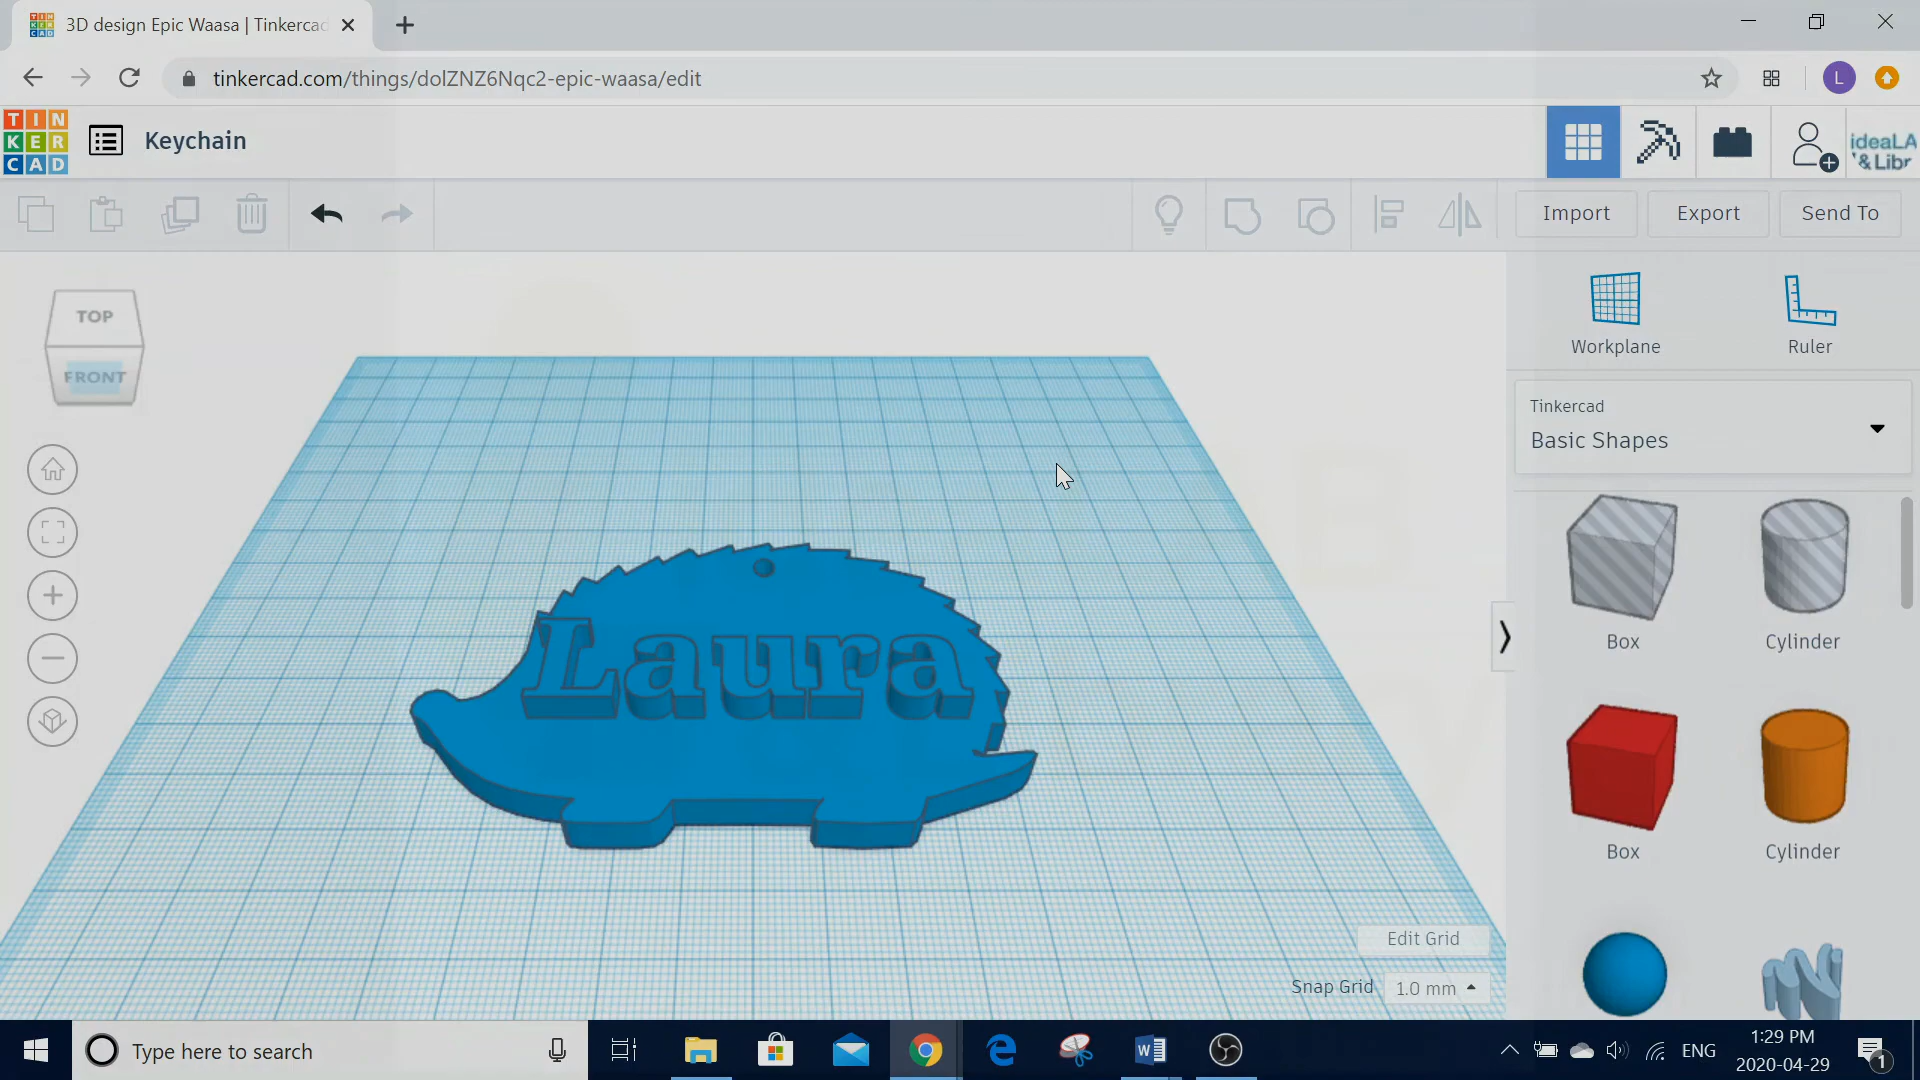 3D design Epic Waasa | Tinkercad
tinkercad.com/things/dolZNZ6Nqc2-epic-waasa/edit
L
TIN
KER
CAD
Keychain
ideaLA
& Libr
Import
Export
Send To
TOP
FRONT
Workplane
Ruler
Tinkercad
Basic Shapes
Box
Cylinder
Laura
Box
Cylinder
Edit Grid
Snap Grid
1.0 mm
Type here to search
ENG
1:29 PM
2020-04-29
1